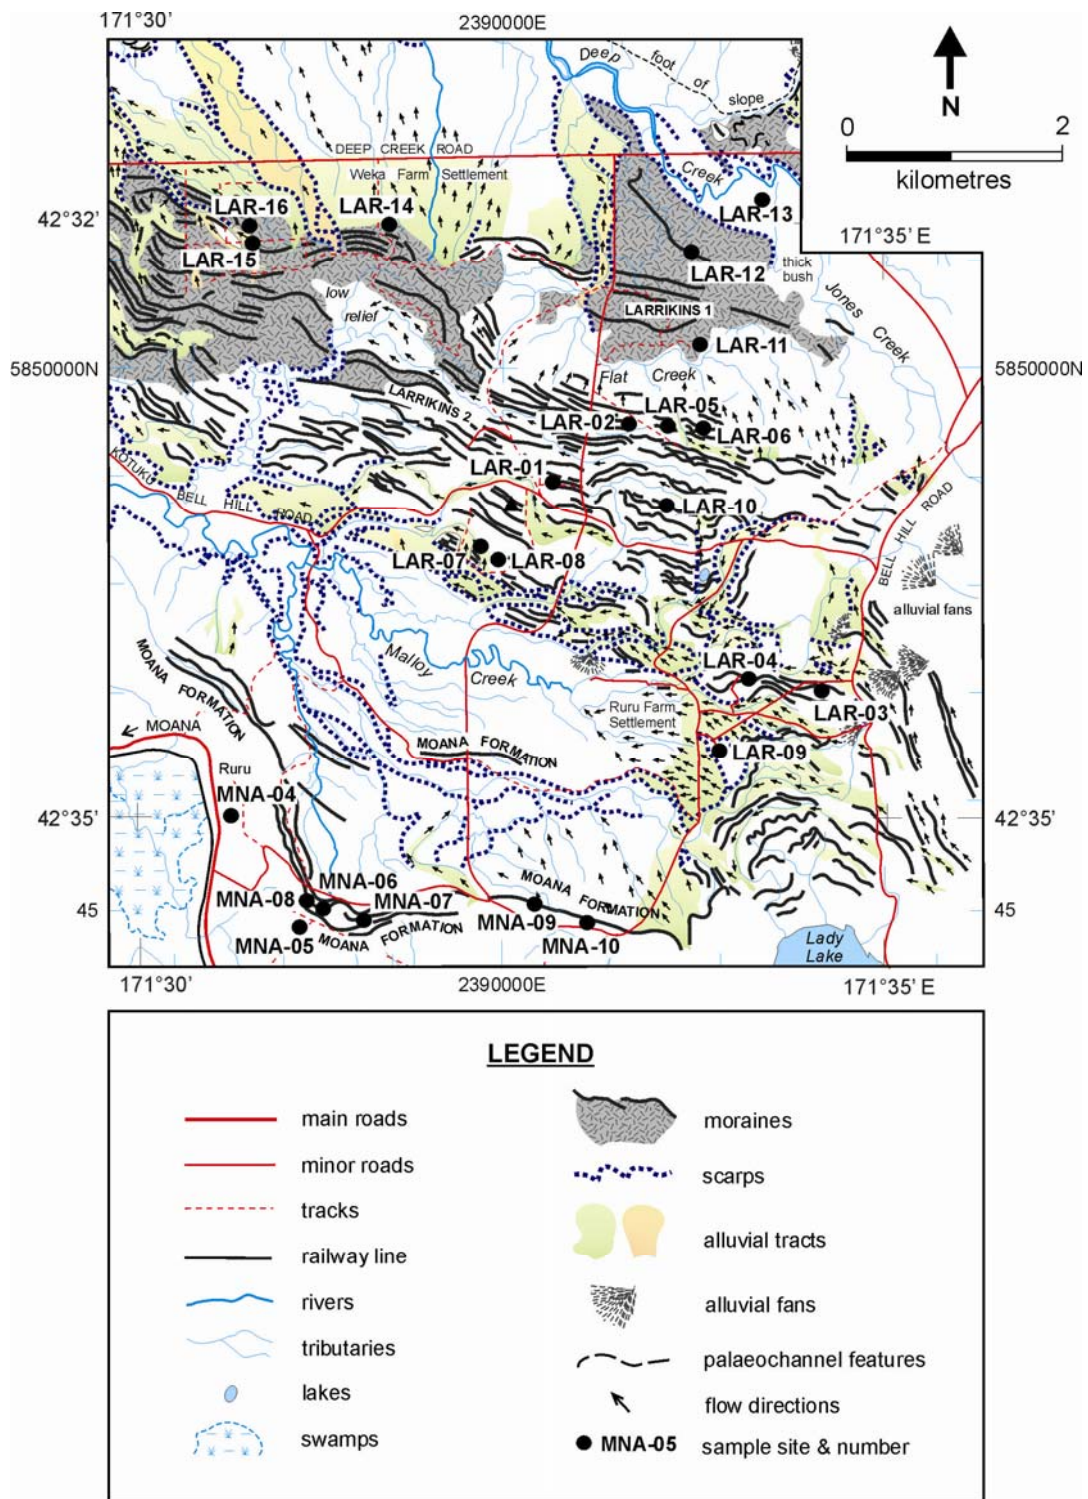 171°30'
2390000E
Deep
foot of
slope
N
0
2
kilometres
DEEP CREEK ROAD
Weka Farm Settlement
Creek
LAR-16
LAR-14
LAR-13
42°32'
171°35' E
LAR-15
LAR-12
thick
bush
low
relief
LARRIKINS 1
Jones
Creek
LAR-11
5850000N
5850000N
Flat Creek
LARRIKINS 2
LAR-05
LAR-02
LAR-06
KOTUKU
BELL HILL
ROAD
LAR-01
LAR-10
BELL HILL ROAD
LAR-07
LAR-08
alluvial fans
MOANA FORMATION
Malloy
Creek
LAR-04
LAR-03
Ruru Farm
Settlement
MOANA
MOANA FORMATION
LAR-09
Ruru
MNA-04
42°35'
42°35'
MNA-06
MNA-08
MNA-07
MOANA FORMATION
MNA-09
45
45
MNA-05
MOANA FORMATION
MNA-10
Lady
Lake
171°30'
2390000E
171°35' E
LEGEND
main roads
minor roads
tracks
railway line
rivers
tributaries
lakes
swamps
moraines
scarps
alluvial tracts
alluvial fans
palaeochannel features
flow directions
MNA-05 sample site & number